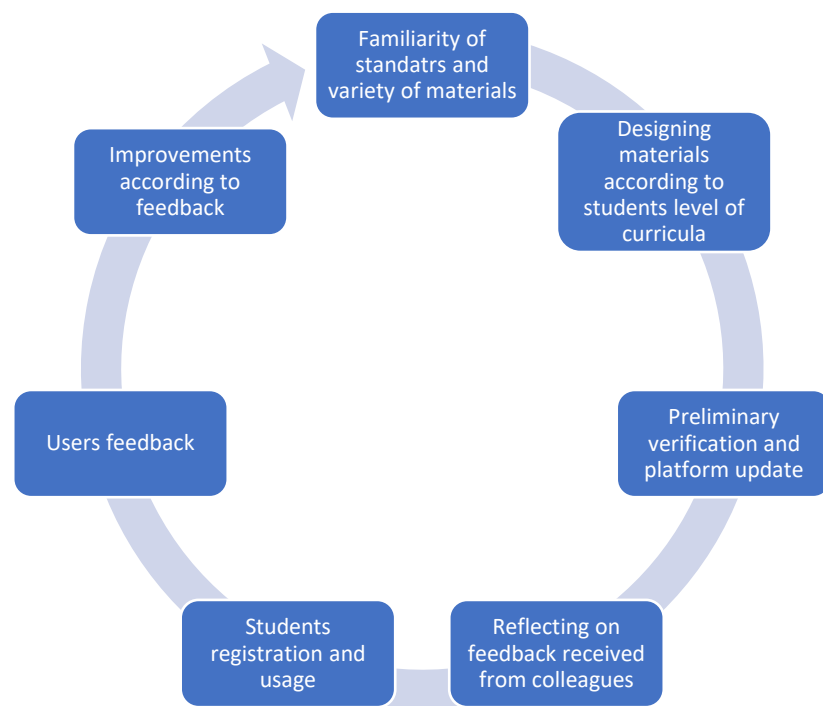 Familiarity of
standatrs and
variety of materials
Designing
materials
according to
students level of
curricula
Preliminary
verification and
platform update
Reflecting on
feedback received
from colleagues
Students
registration and
usage
Users feedback
Improvements
according to
feedback